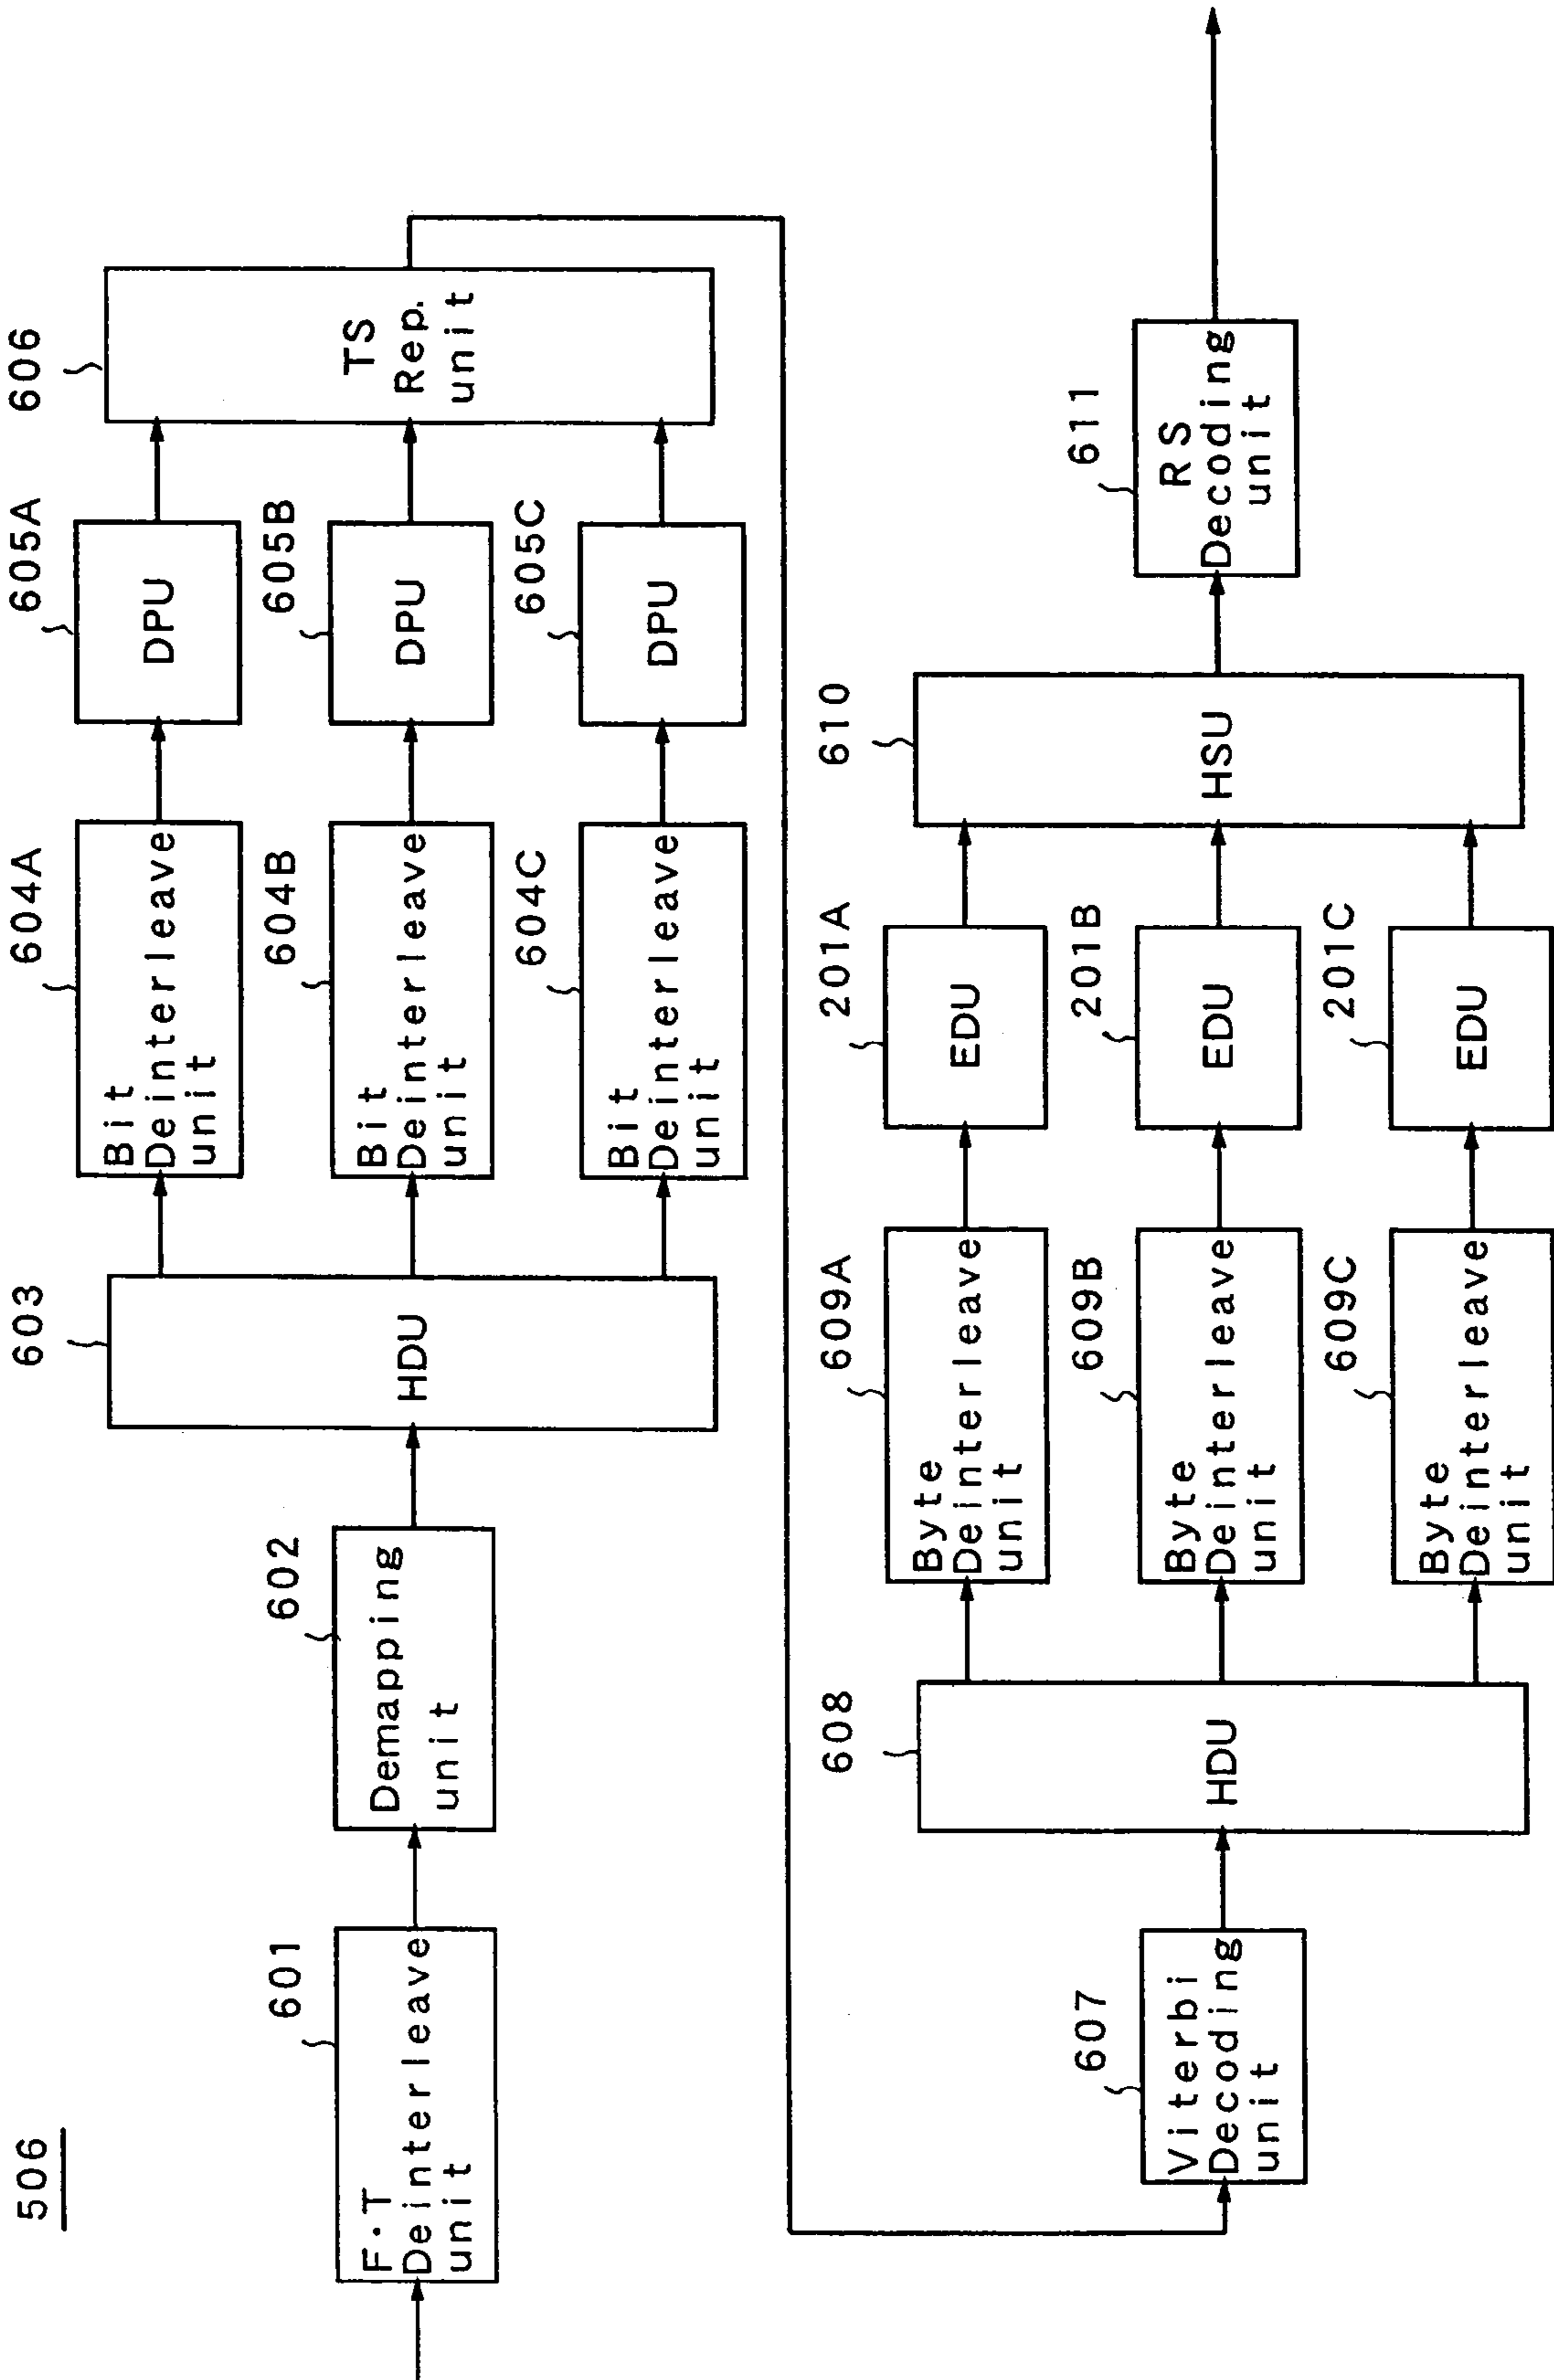 506
601
F·T
Deinterleave
unit
602
Demapping
unit
603
HDU
604A
Bit
Deinterleave
unit
604B
Bit
Deinterleave
unit
604C
Bit
Deinterleave
unit
605A
DPU
605B
DPU
605C
DPU
606
TS
Rep.
unit
607
Viterbi
Decoding
unit
608
HDU
609A
Byte
Deinterleave
unit
609B
Byte
Deinterleave
unit
609C
Byte
Deinterleave
unit
201A
EDU
201B
EDU
201C
EDU
610
HSU
611
RS
Decoding
unit